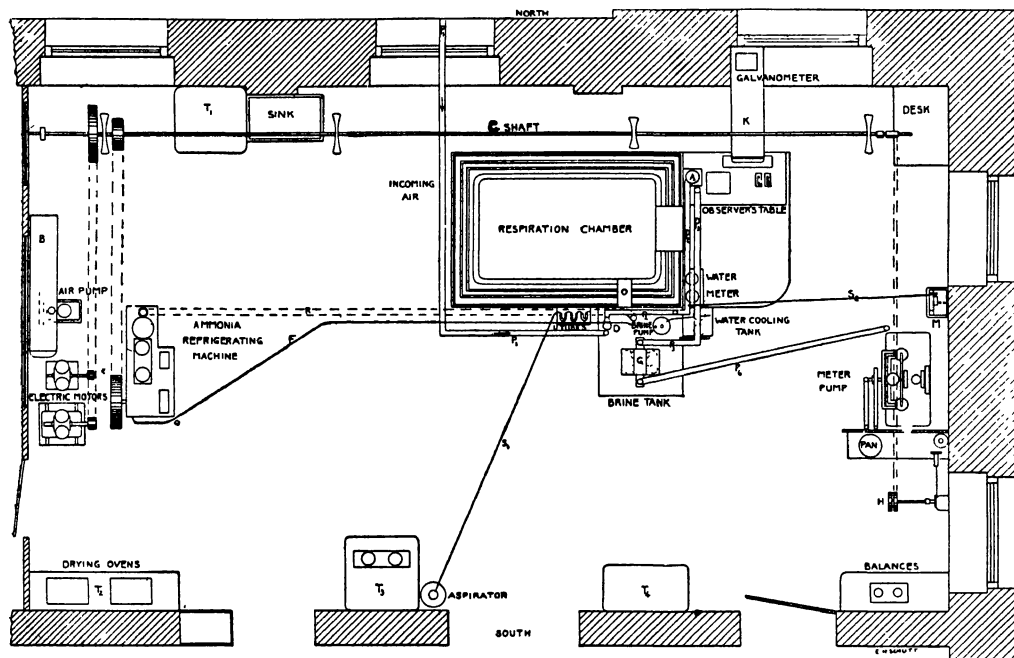 NORTH
GALVANOMETER
T1
SINK
C SHAFT
K
DESK
INCOMING
AIR
A
RESPIRATION CHAMBER
OBSERVER'S TABLE
B
WATER
METER
AIR PUMP
AMMONIA
REFRIGERATING
MACHINE
F
U TUBES
D
BRINE
PUMP
WATER COOLING
TANK
S2
M
P6
G
BRINE TANK
METER
PUMP
ELECTRIC MOTORS
PAN
H
DRYING OVENS
T2
T3
ASPIRATOR
T4
BALANCES
SOUTH